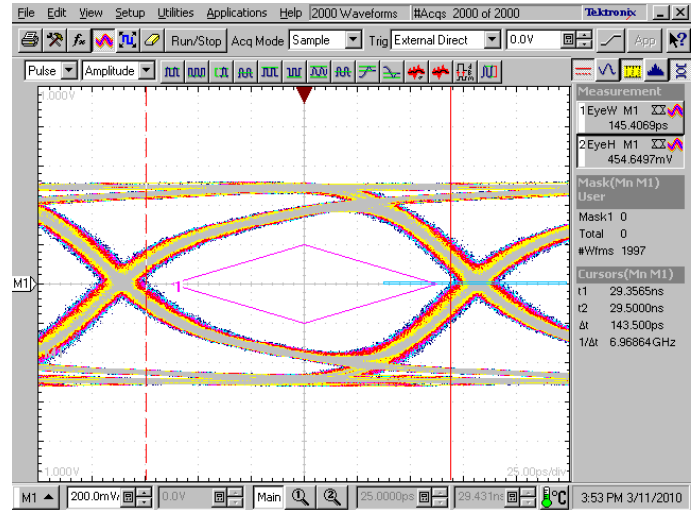 File Edit View Setup Utilities Applications Help 2000 Waveforms #Acqs 2000 of 2000 Tektronix
Run/Stop Acq Mode Sample Trig External Direct 0.0V App
Pulse Amplitude
1.000V
Measurement
1 EyeW M1
145.4069ps
2 EyeH M1
454.6497mV
Mask(Mn M1)
User
Mask1 0
Total 0
#Wfms 1997
Cursors(Mn M1)
t1 29.3565ns
t2 29.5000ns
Δt 143.500ps
1/Δt 6.96864GHz
M1
1
-1.000V
25.00ps/div
M1 200.0mV/ 0.0V Main 25.0000ps 29.431ns °C 3:53 PM 3/11/2010